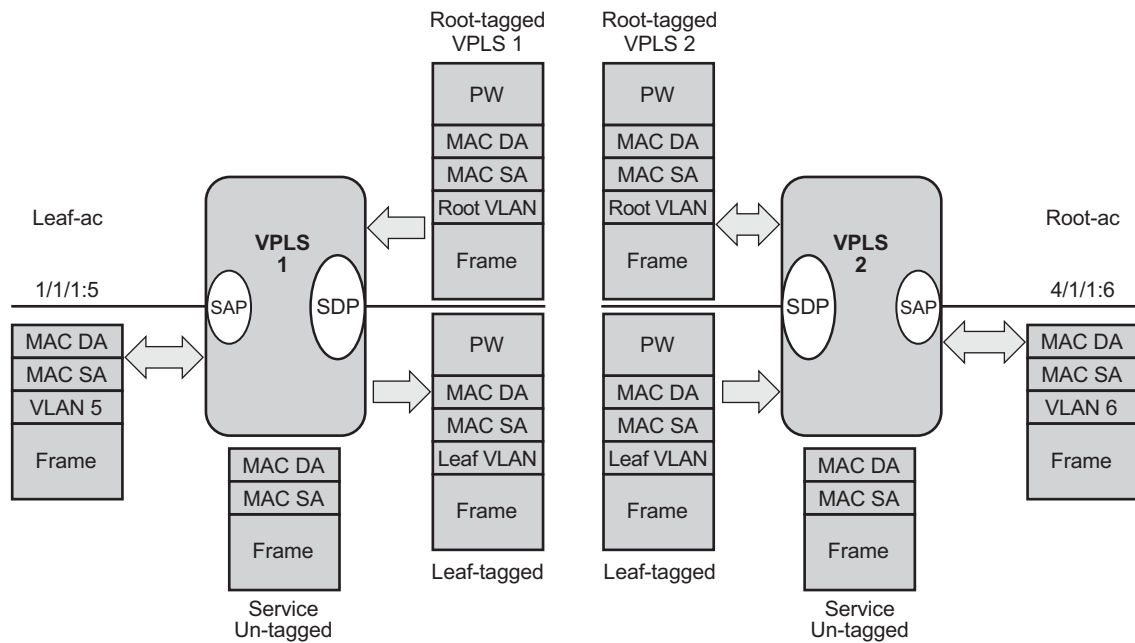 Root-tagged
VPLS 1
Root-tagged
VPLS 2
PW
MAC DA
MAC SA
Root VLAN
Frame
PW
MAC DA
MAC SA
Root VLAN
Frame
Leaf-ac
VPLS
1
VPLS
2
Root-ac
1/1/1:5
SAP
SDP
SDP
SAP
4/1/1:6
MAC DA
MAC SA
VLAN 5
Frame
PW
MAC DA
MAC SA
Leaf VLAN
Frame
PW
MAC DA
MAC SA
Leaf VLAN
Frame
MAC DA
MAC SA
VLAN 6
Frame
MAC DA
MAC SA
Frame
MAC DA
MAC SA
Frame
Leaf-tagged
Leaf-tagged
Service
Un-tagged
Service
Un-tagged